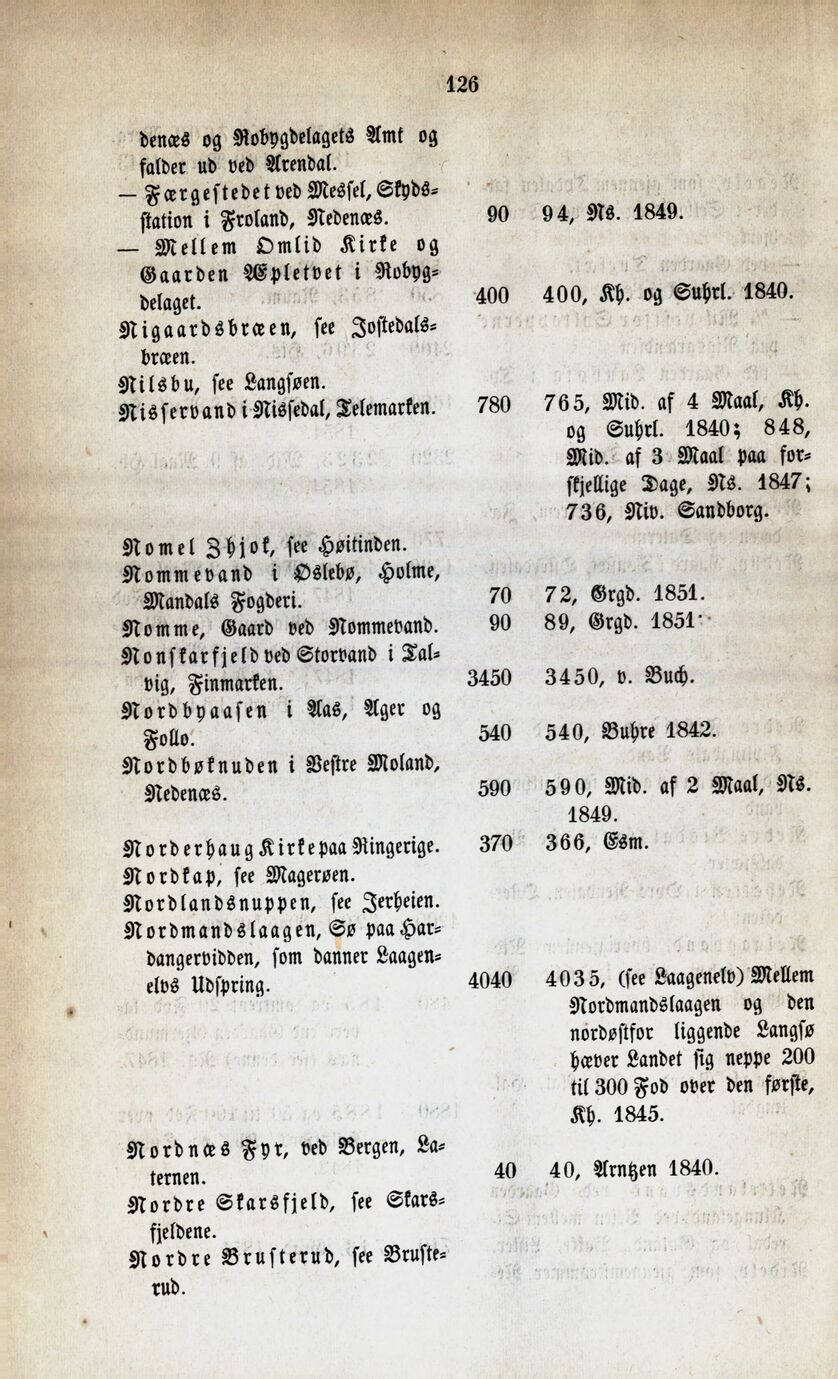 126
denæs og Robygdelagets Amt og
falder ud ved Arendal.
— Færgestedet ved Messel, Skyds-
station i Froland, Nedenæs. 90 94, Ns. 1849.
— Mellem Omlid Kirke og
Gaarden Æpletvet i Robyg-
delaget. 400 400, Kh. og Suhrl. 1840.
Nigaardsbræen, see Jostedals-
bræen.
Nilsbu, see Langsøen.
Nisservand i Nissedal, Telemarken. 780 765, Mid. af 4 Maal, Kh.
og Suhrl. 1840; 848,
Mid. af 3 Maal paa for-
skjellige Dage, Ns. 1847;
736, Niv. Sandborg.
Nomel Zhjok, see Høitinden.
Nommevand i Øslebø, Holme,
Mandals Fogderi. 70 72, Grgd. 1851.
Nomme, Gaard ved Nommevand. 90 89, Grgd. 1851.
Nonskarfjeld ved Storvand i Tal-
vig, Finmarken. 3450 3450, v. Buch.
Nordbyaasen i Aas, Ager og
Follo. 540 540, Buhre 1842.
Nordbøknuden i Vestre Moland,
Nedenæs. 590 590, Mid. af 2 Maal, Ns.
1849.
Norderhaug Kirke paa Ringerige. 370 366, Esm.
Nordkap, see Magerøen.
Nordlandsnuppen, see Jerheien.
Nordmandslaagen, Sø paa Har-
dangervidden, som danner Laagen-
elvs Udspring. 4040 4035, (see Laagenelv) Mellem
Nordmandslaagen og den
nordøstfor liggende Langsø
hæver Landet sig neppe 200
til 300 Fod over den første,
Kh. 1845.
Nordnæs Fyr, ved Bergen, La-
ternen. 40 40, Arntzen 1840.
Nordre Skarsfjeld, see Skars-
fjeldene.
Nordre Brusterud, see Bruste-
rud.